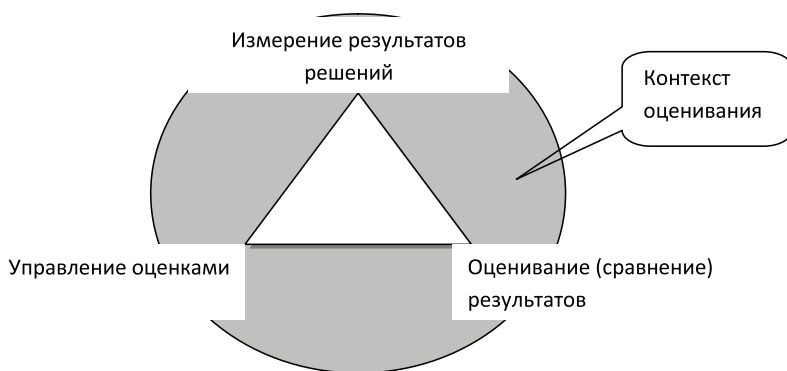 Измерение результатов
решений
Контекст
оценивания
Управление оценками
Оценивание (сравнение)
результатов